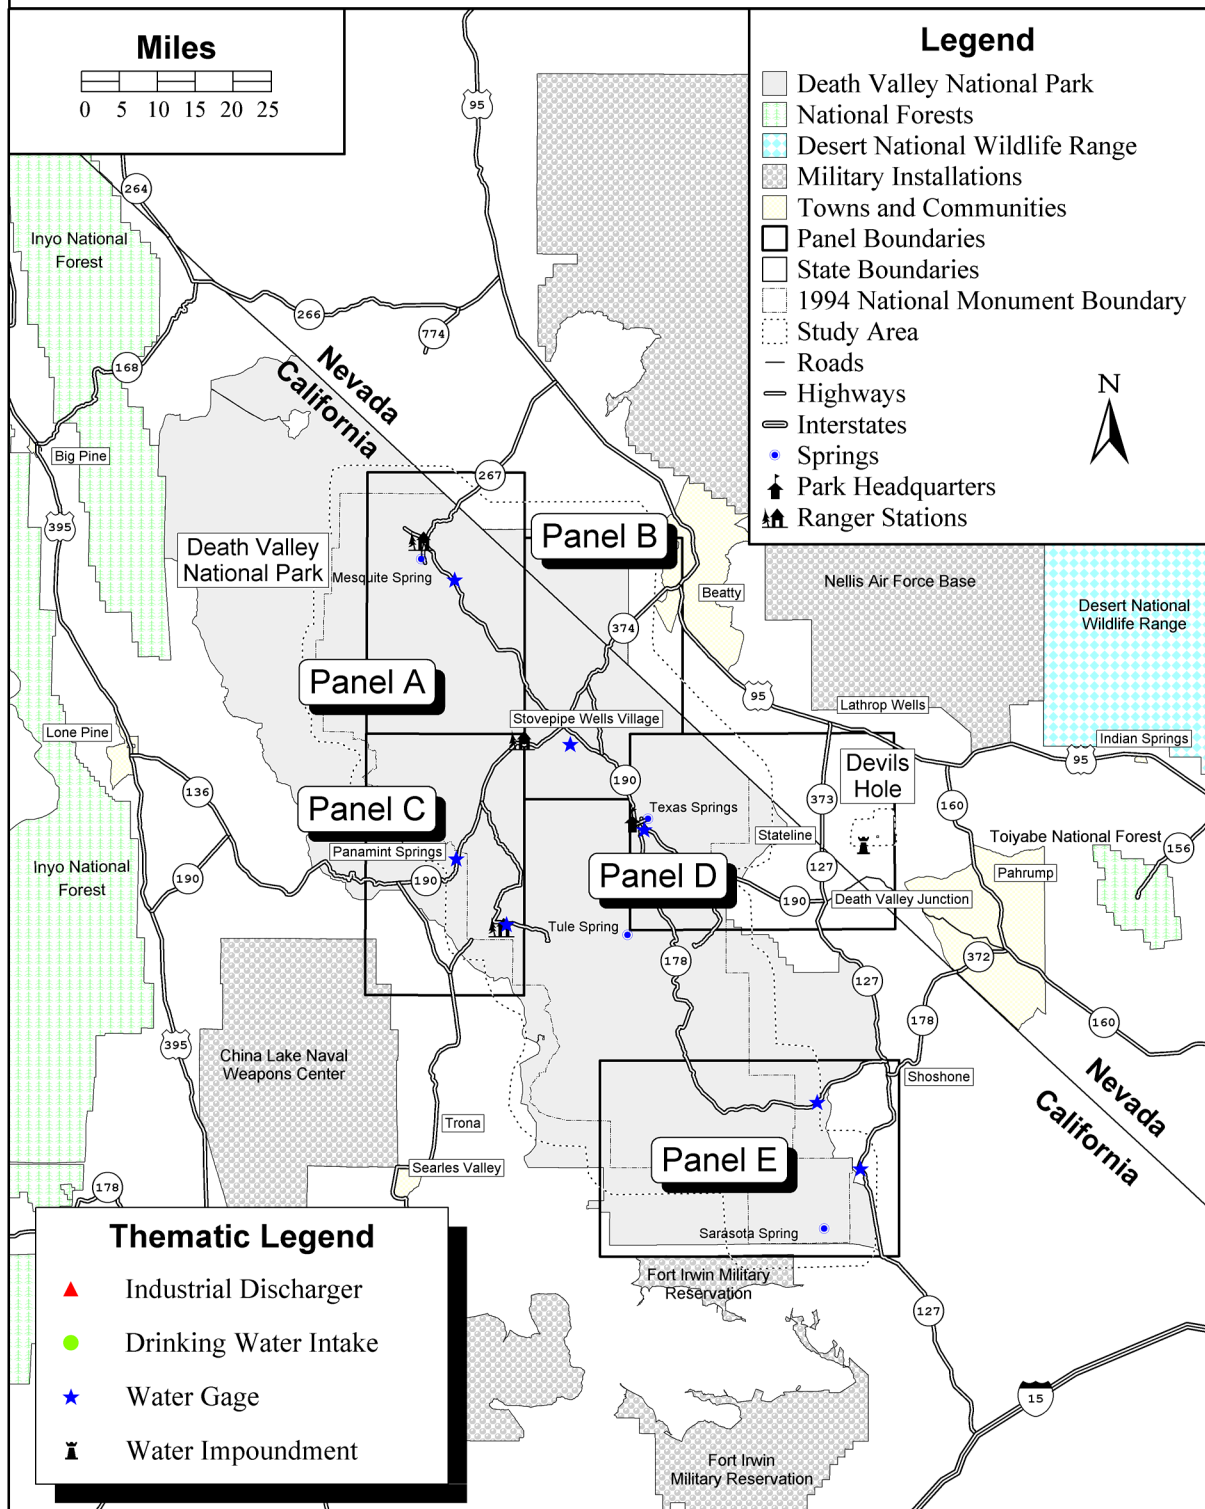 Miles
0 5 10 15 20 25
Legend
Death Valley National Park
National Forests
Desert National Wildlife Range
Military Installations
Towns and Communities
Panel Boundaries
State Boundaries
1994 National Monument Boundary
Study Area
Roads
Highways
Interstates
Springs
Park Headquarters
Ranger Stations
N
95
264
Inyo National
Forest
266
774
168
Nevada
California
Big Pine
267
395
Panel B
Death Valley
National Park
Mesquite Spring
Beatty
Nellis Air Force Base
Desert National
Wildlife Range
374
Panel A
95
Lathrop Wells
Stovepipe Wells Village
Lone Pine
Indian Springs
95
136
190
Devils
Hole
373
160
Panel C
Texas Springs
Stateline
Toiyabe National Forest
156
Panamint Springs
Inyo National
Forest
190
190
127
Pahrump
Panel D
190
Death Valley Junction
Tule Spring
178
372
127
178
160
395
China Lake Naval
Weapons Center
Shoshone
Nevada
California
Trona
Panel E
Searles Valley
178
Sarasota Spring
Fort Irwin Military
Reservation
127
15
Fort Irwin
Military Reservation
Thematic Legend
Industrial Discharger
Drinking Water Intake
Water Gage
Water Impoundment